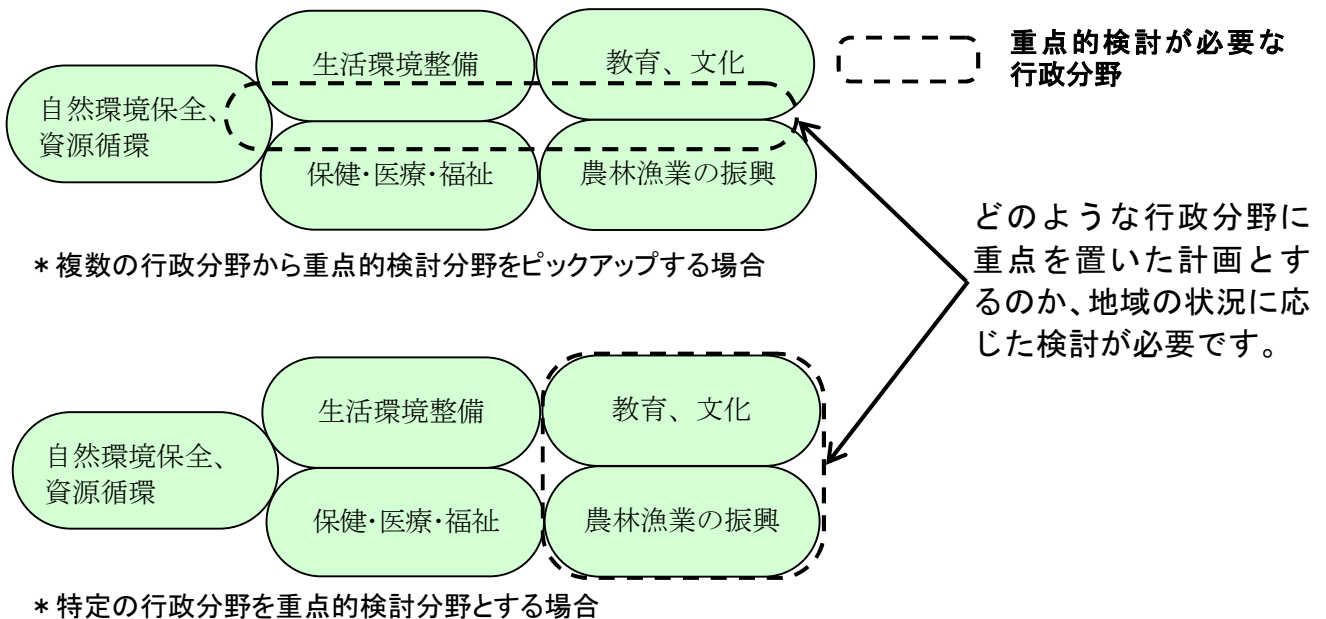 生活環境整備
教育、文化
重点的検討が必要な
行政分野
自然環境保全、
資源循環
保健・医療・福祉
農林漁業の振興
＊複数の行政分野から重点的検討分野をピックアップする場合
どのような行政分野に
重点を置いた計画とす
るのか、地域の状況に応
じた検討が必要です。
生活環境整備
教育、文化
自然環境保全、
資源循環
保健・医療・福祉
農林漁業の振興
＊特定の行政分野を重点的検討分野とする場合